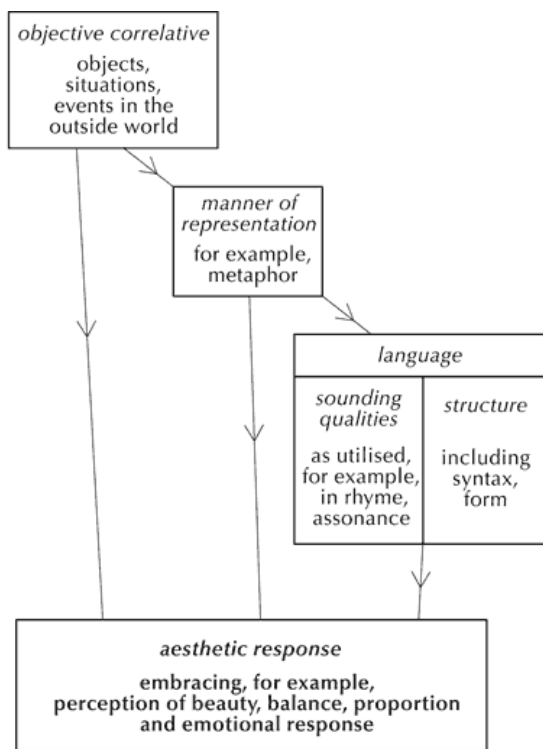 objective correlative
objects,
situations,
events in the
outside world
manner of
representation
for example,
metaphor
language
sounding
qualities
as utilised,
for example,
in rhyme,
assonance
structure
including
syntax,
form
aesthetic response
embracing, for example,
perception of beauty, balance, proportion
and emotional response